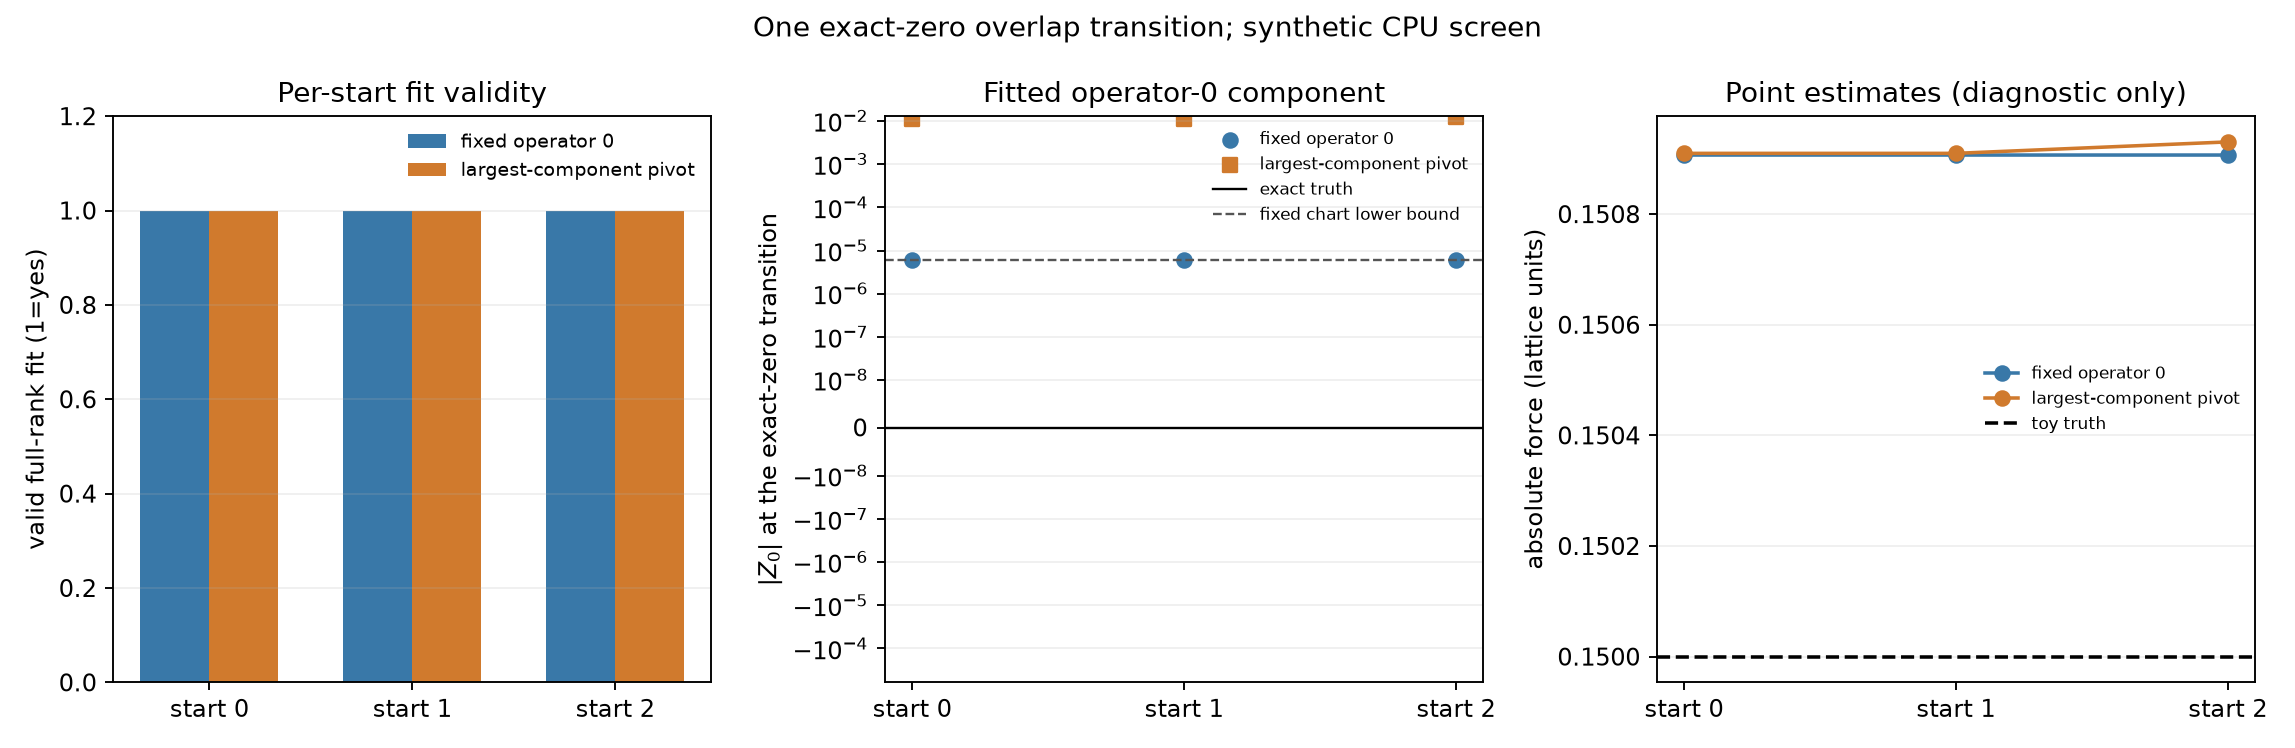 One exact-zero overlap transition; synthetic CPU screen
Per-start fit validity
valid full-rank fit (1=yes)
1.2
1.0
0.8
0.6
0.4
0.2
0.0
fixed operator 0
largest-component pivot
start 0
start 1
start 2
Fitted operator-0 component
|Z₀| at the exact-zero transition
10⁻²
10⁻³
10⁻⁴
10⁻⁵
10⁻⁶
10⁻⁷
10⁻⁸
0
−10⁻⁸
−10⁻⁷
−10⁻⁶
−10⁻⁵
−10⁻⁴
fixed operator 0
largest-component pivot
exact truth
fixed chart lower bound
start 0
start 1
start 2
Point estimates (diagnostic only)
absolute force (lattice units)
0.1508
0.1506
0.1504
0.1502
0.1500
fixed operator 0
largest-component pivot
toy truth
start 0
start 1
start 2